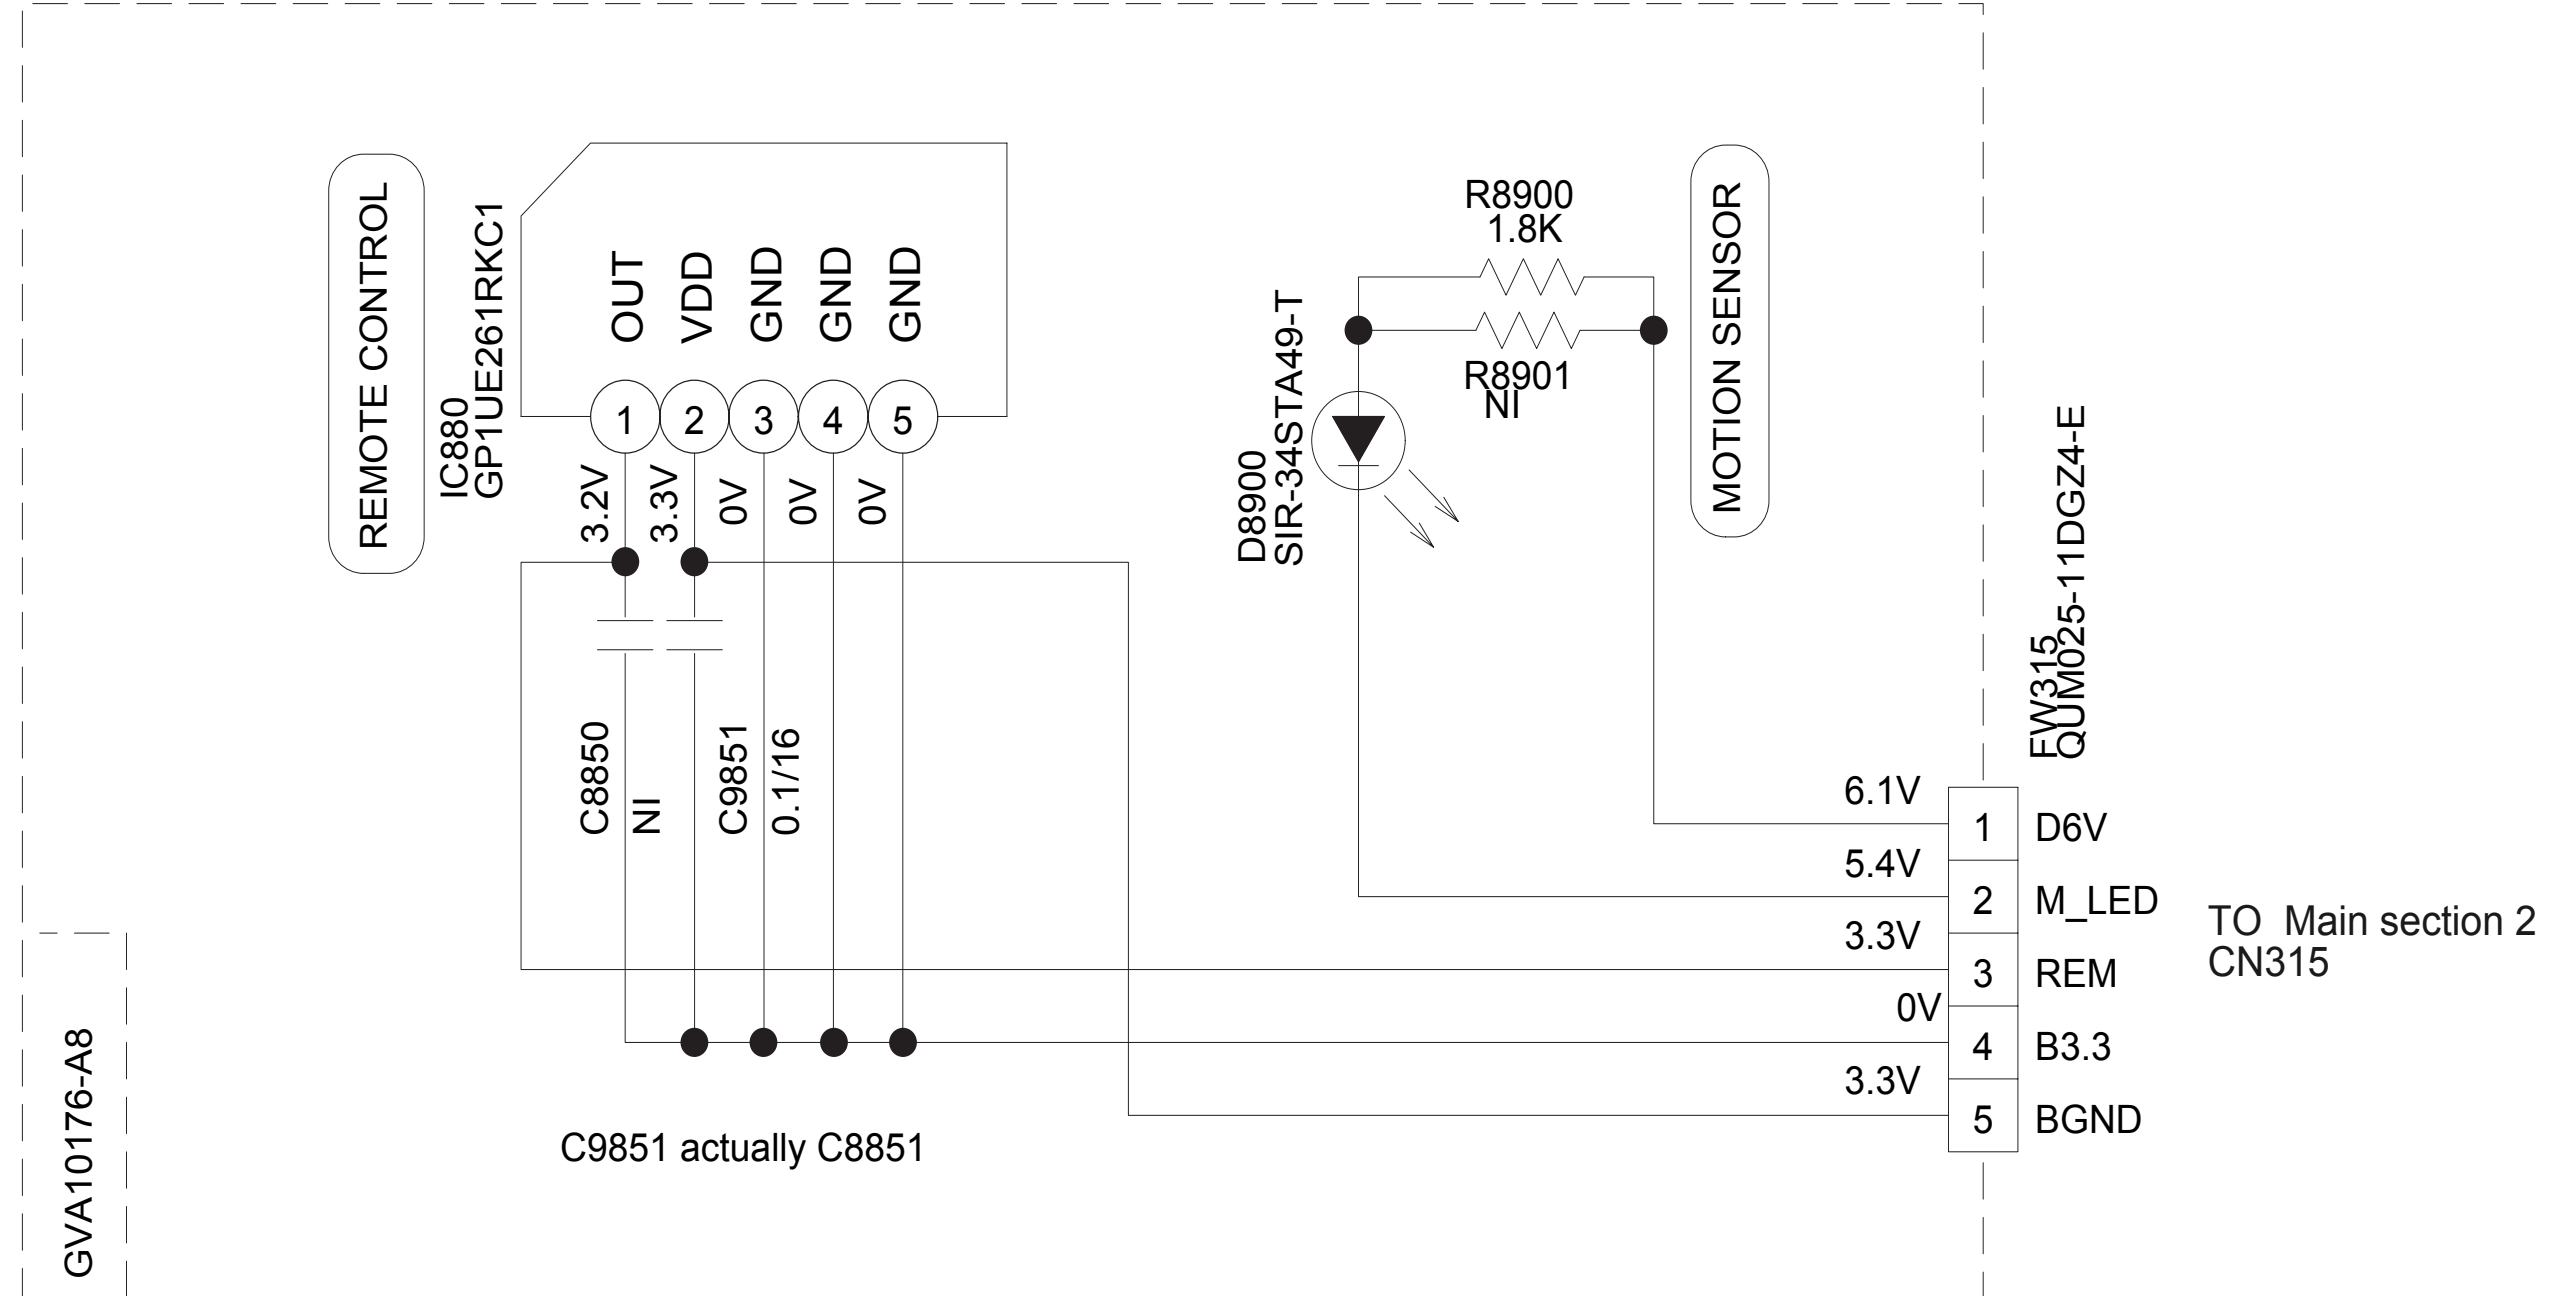 REMOTE CONTROL
IC880
GP1UE261RKC1
OUT
VDD
GND
GND
GND
1
2
3
4
5
3.2V
3.3V
0V
0V
0V
C8850
NI
C9851
0.1/16
R8900
1.8K
R8901
NI
D8900
SIR-34STA49-T
MOTION SENSOR
FW315
QUM025-11DGZ4-E
6.1V
1
D6V
5.4V
2
M_LED
3.3V
3
REM
0V
4
B3.3
3.3V
5
BGND
TO Main section 2
CN315
C9851 actually C8851
GVA10176-A8